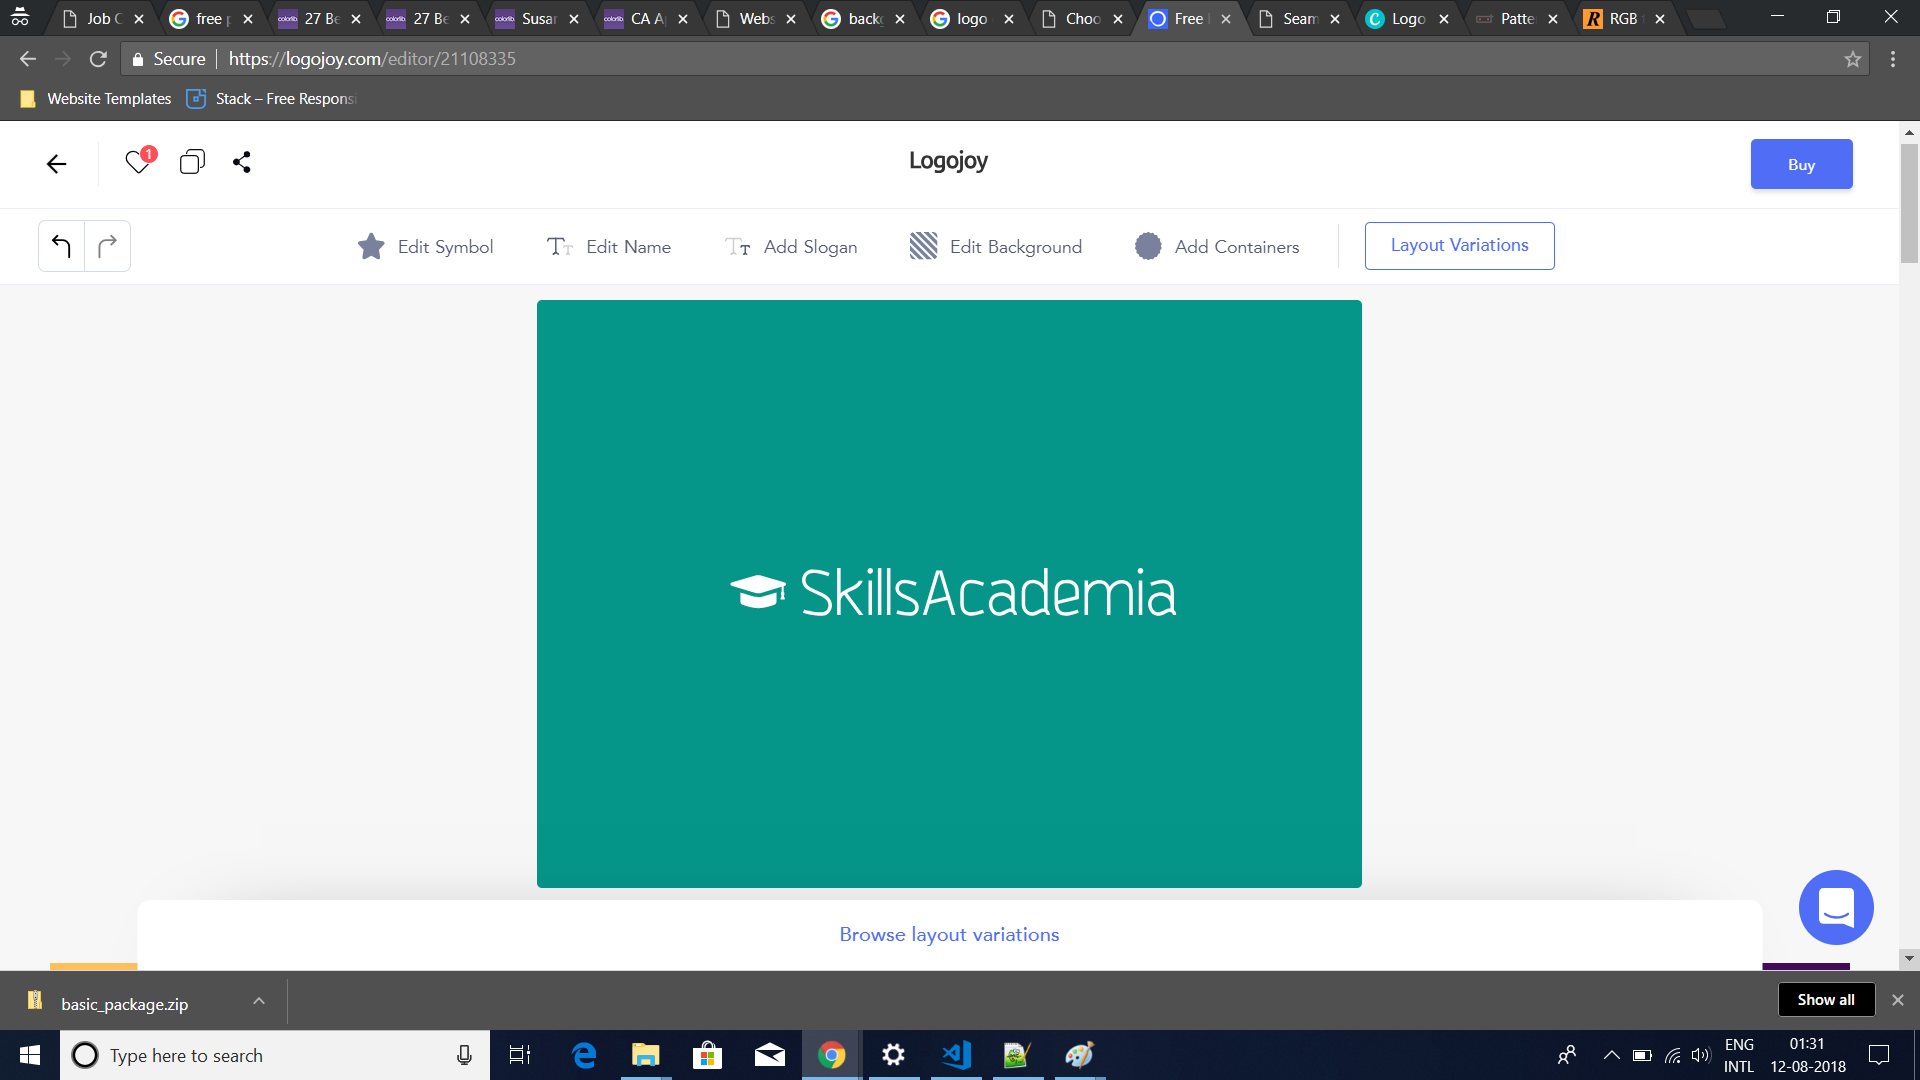 Job C
free p
27 Be
27 Be
Susar
CA A
Webs
backg
logo
Choo
Free
Seam
Logo
Patte
RGB
Secure
https://logojoy.com/editor/21108335
Website Templates
Stack – Free Responsi
1
Logojoy
Buy
Edit Symbol
Edit Name
Add Slogan
Edit Background
Add Containers
Layout Variations
SkillsAcademia
Browse layout variations
basic_package.zip
Show all
Type here to search
ENG
INTL
01:31
12-08-2018